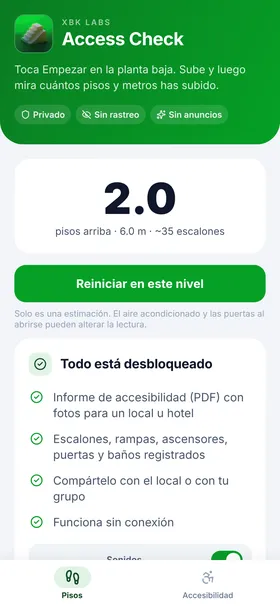 XBK LABS
Access Check
Toca Empezar en la planta baja. Sube y luego
mira cuántos pisos y metros has subido.
Privado
Sin rastreo
Sin anuncios
2.0
pisos arriba · 6.0 m · ~35 escalones
Reiniciar en este nivel
Solo es una estimación. El aire acondicionado y las puertas al
abrirse pueden alterar la lectura.
Todo está desbloqueado
Informe de accesibilidad (PDF) con
fotos para un local u hotel
Escalones, rampas, ascensores,
puertas y baños registrados
Compártelo con el local o con tu
grupo
Funciona sin conexión
Sonidos
Pisos
Accesibilidad